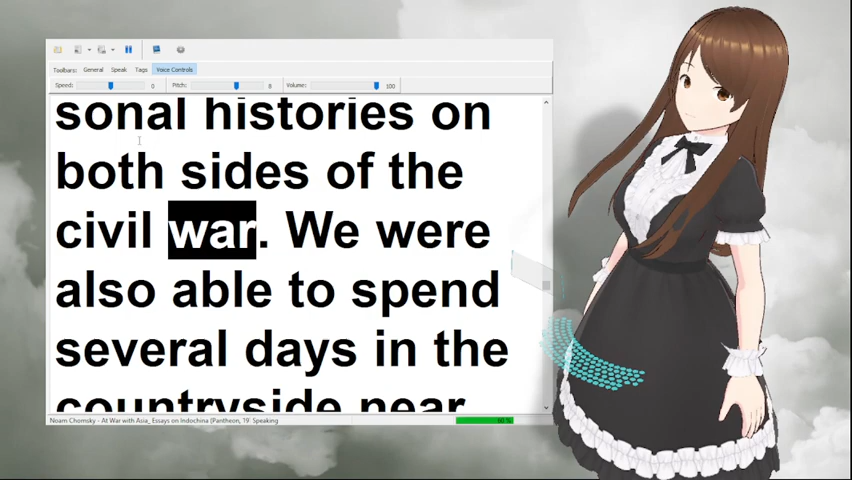 Toolbars: General Speak Tags Voice Controls
Speed: 0 Pitch: 8 Volume: 100
sonal histories on
both sides of the
civil war. We were
also able to spend
several days in the
countryside near
Noam Chomsky - At War with Asia_ Essays on Indochina (Pantheon, 19 Speaking